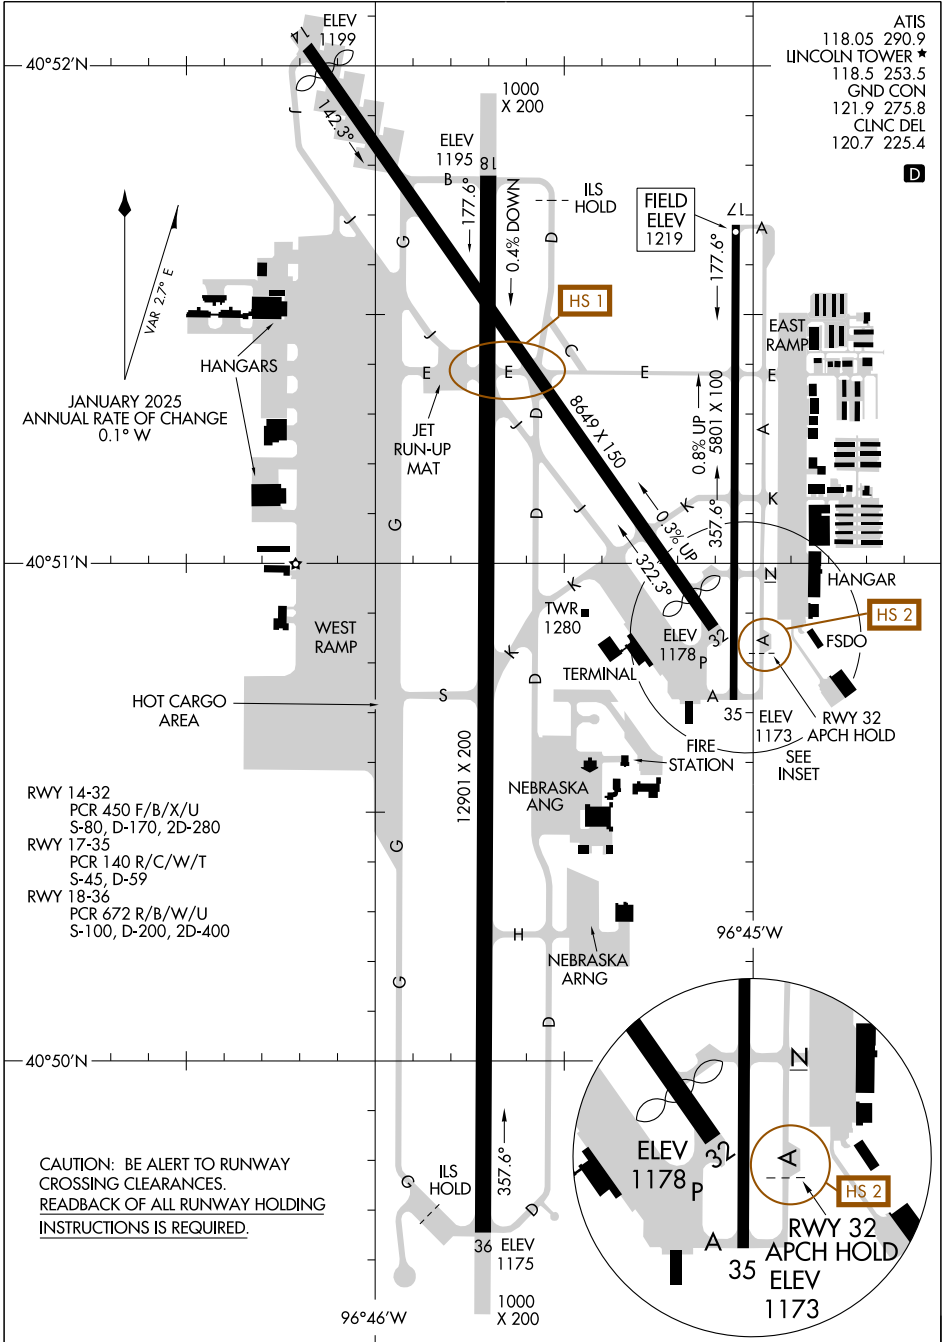 ATIS
118.05 290.9
LINCOLN TOWER ★
118.5 253.5
GND CON
121.9 275.8
CLNC DEL
120.7 225.4
D
ELEV
1199
14
40°52'N
1000
X 200
J
142.3°
ELEV
1195
18
B
177.6°
0.4% DOWN
ILS
HOLD
FIELD
ELEV
1219
17
A
177.6°
VAR 2.7° E
J
G
D
HS 1
EAST
RAMP
HANGARS
J
C
E
E
E
E
JANUARY 2025
ANNUAL RATE OF CHANGE
0.1° W
JET
RUN-UP
MAT
J
D
8649 X 150
0.8% UP
5801 X 100
A
G
D
J
K
357.6°
K
0.3% UP
322.3°
40°51'N
K
N
HANGAR
TWR
1280
HS 2
WEST
RAMP
ELEV
1178
P
32
A
FSDO
K
D
TERMINAL
HOT CARGO
AREA
S
A
35
ELEV
1173
RWY 32
APCH HOLD
FIRE
STATION
SEE
INSET
12901 X 200
NEBRASKA
ANG
RWY 14-32
PCR 450 F/B/X/U
S-80, D-170, 2D-280
RWY 17-35
PCR 140 R/C/W/T
S-45, D-59
RWY 18-36
PCR 672 R/B/W/U
S-100, D-200, 2D-400
G
H
96°45'W
NEBRASKA
ARNG
G
D
40°50'N
N
ELEV
1178
P
32
A
HS 2
CAUTION: BE ALERT TO RUNWAY
CROSSING CLEARANCES.
READBACK OF ALL RUNWAY HOLDING
INSTRUCTIONS IS REQUIRED.
ILS
HOLD
G
357.6°
D
RWY 32
APCH HOLD
A
35
ELEV
1173
36
ELEV
1175
1000
X 200
96°46'W